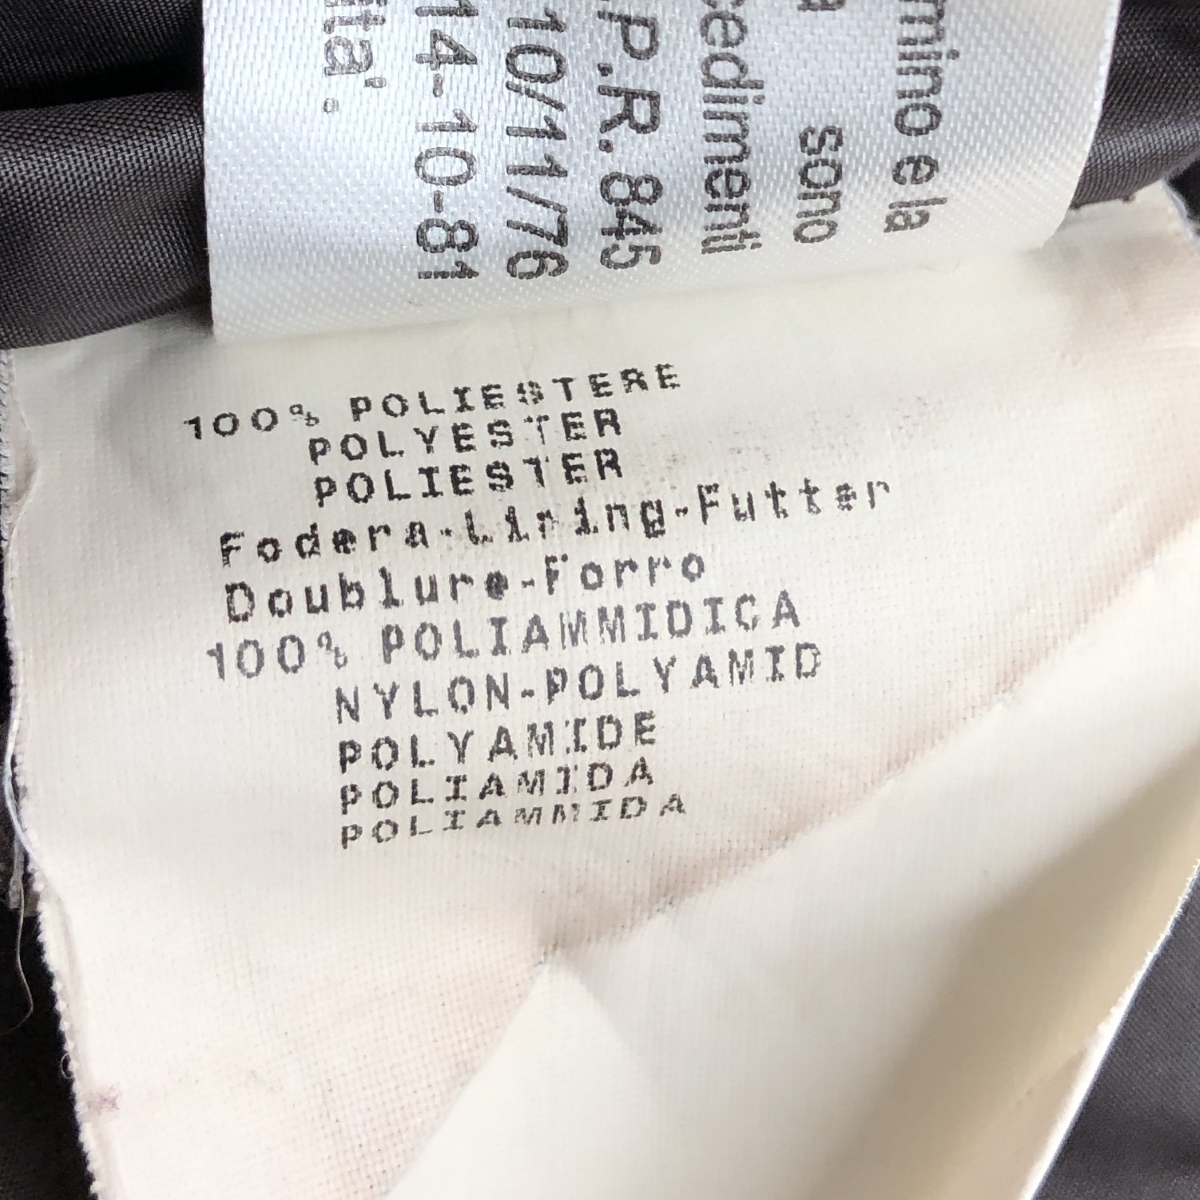 mino e la
sono
cedimenti
P.R. 845
10/11/76
14-10-81
ita'.
100% POLIESTERE
POLYESTER
POLIESTER
Fodera-Lining-Futter
Doublure-Forro
100% POLIAMMIDICA
NYLON-POLYAMID
POLYAMIDE
POLIAMIDA
POLIAMMIDA